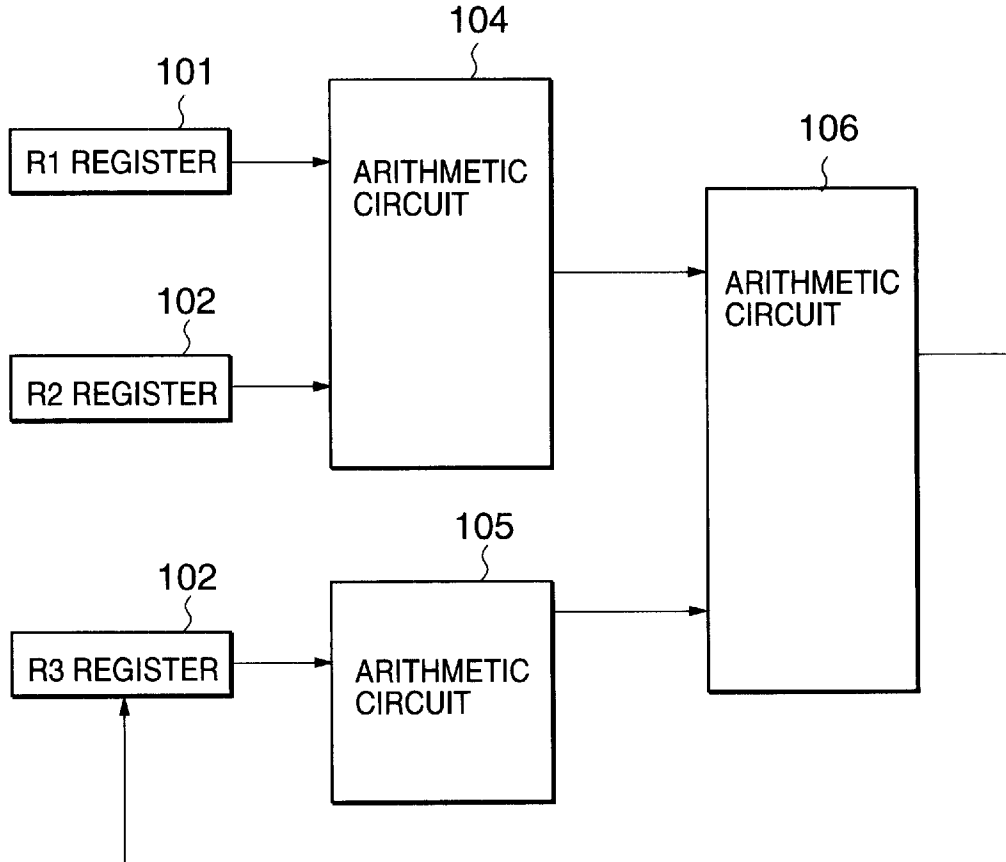 104
101
106
R1 REGISTER
ARITHMETIC
CIRCUIT
102
ARITHMETIC
CIRCUIT
R2 REGISTER
105
102
R3 REGISTER
ARITHMETIC
CIRCUIT